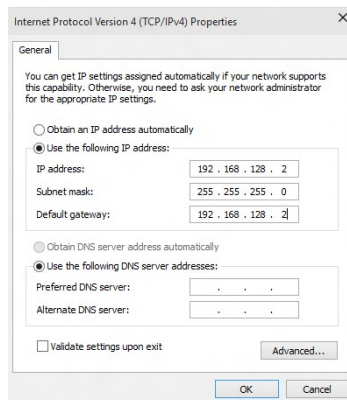 Internet Protocol Version 4 (TCP/IPv4) Properties
General
You can get IP settings assigned automatically if your network supports
this capability. Otherwise, you need to ask your network administrator
for the appropriate IP settings.
Obtain an IP address automatically
Use the following IP address:
IP address: 192 . 168 . 128 . 2
Subnet mask: 255 . 255 . 255 . 0
Default gateway: 192 . 168 . 128 . 2
Obtain DNS server address automatically
Use the following DNS server addresses:
Preferred DNS server: . . .
Alternate DNS server: . . .
Validate settings upon exit
Advanced...
OK Cancel